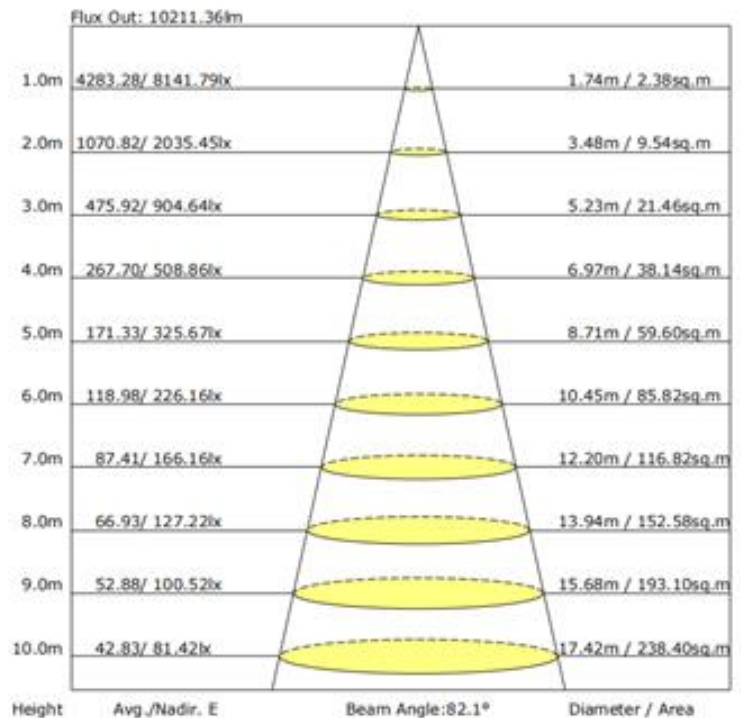 Flux Out: 10211.36lm
1.0m 4283.28/ 8141.79lx 1.74m / 2.38sq.m
2.0m 1070.82/ 2035.45lx 3.48m / 9.54sq.m
3.0m 475.92/ 904.64lx 5.23m / 21.46sq.m
4.0m 267.70/ 508.86lx 6.97m / 38.14sq.m
5.0m 171.33/ 325.67lx 8.71m / 59.60sq.m
6.0m 118.98/ 226.16lx 10.45m / 85.82sq.m
7.0m 87.41/ 166.16lx 12.20m / 116.82sq.m
8.0m 66.93/ 127.22lx 13.94m / 152.58sq.m
9.0m 52.88/ 100.52lx 15.68m / 193.10sq.m
10.0m 42.83/ 81.42lx 17.42m / 238.40sq.m
Height Avg./Nadir. E Beam Angle:82.1° Diameter / Area